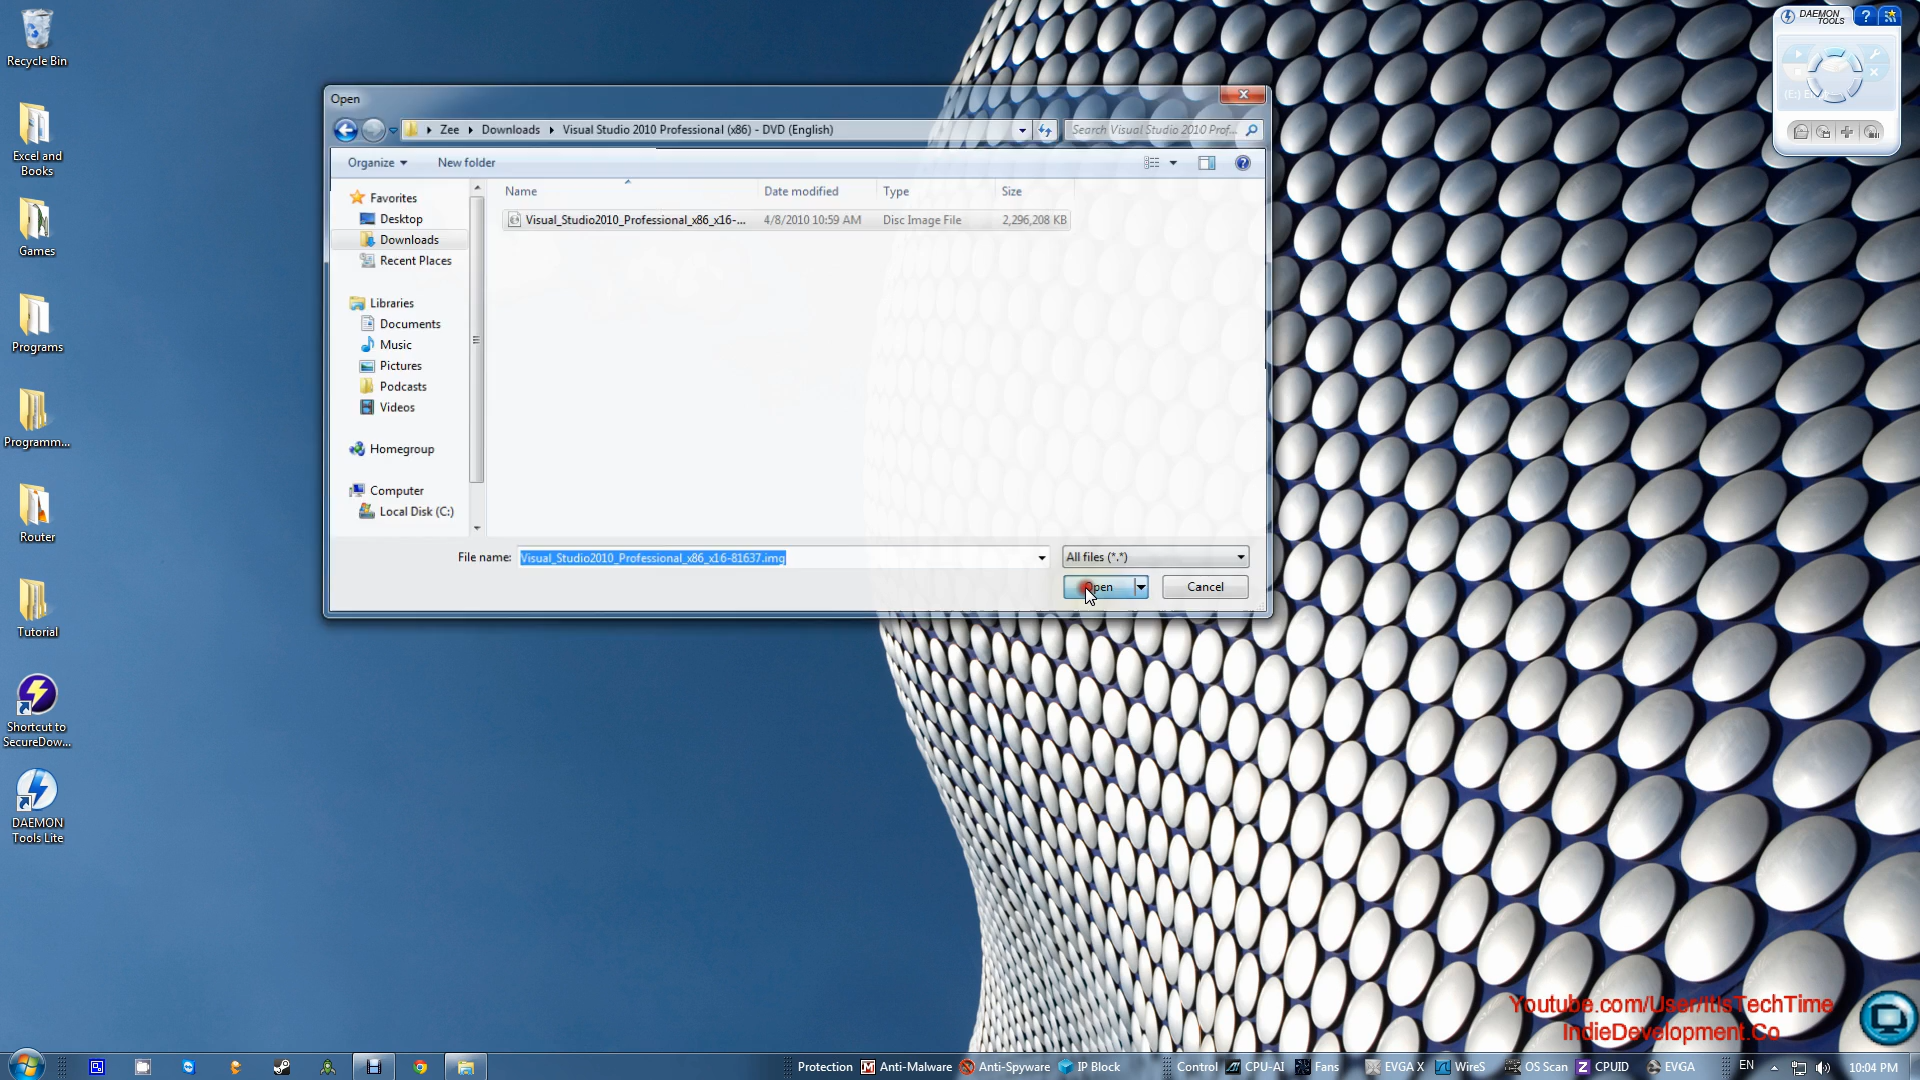 Recycle Bin
Excel and
Books
Games
Programs
Programm...
Router
Tutorial
Shortcut to
SecureDow...
DAEMON
Tools Lite
Open
Zee
Downloads
Visual Studio 2010 Professional (x86) - DVD (English)
Search Visual Studio 2010 Prof...
Organize
New folder
Favorites
Desktop
Downloads
Recent Places
Libraries
Documents
Music
Pictures
Podcasts
Videos
Homegroup
Computer
Local Disk (C:)
Name
Date modified
Type
Size
Visual_Studio2010_Professional_x86_x16-...
4/8/2010 10:59 AM
Disc Image File
2,296,208 KB
File name:
Visual_Studio2010_Professional_x86_x16-81637.img
All files (*.*)
Open
Cancel
DAEMON
TOOLS
Youtube.com/User/ItIsTechTime
IndieDevelopment.Co
Protection
Anti-Malware
Anti-Spyware
IP Block
Control
CPU-AI
Fans
EVGA X
WireS
OS Scan
CPUID
EVGA
EN
10:04 PM